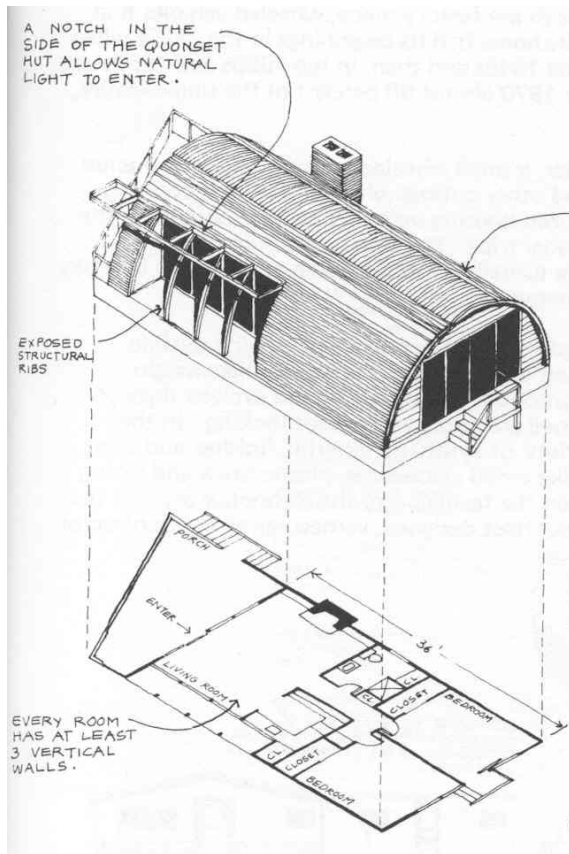 A NOTCH IN THE
SIDE OF THE QUONSET
HUT ALLOWS NATURAL
LIGHT TO ENTER.
EXPOSED
STRUCTURAL
RIBS
PORCH
ENTER
36'
LIVING ROOM
CL
CL
CLOSET
BEDROOM
EVERY ROOM
HAS AT LEAST
3 VERTICAL
WALLS.
CL
CLOSET
BEDROOM